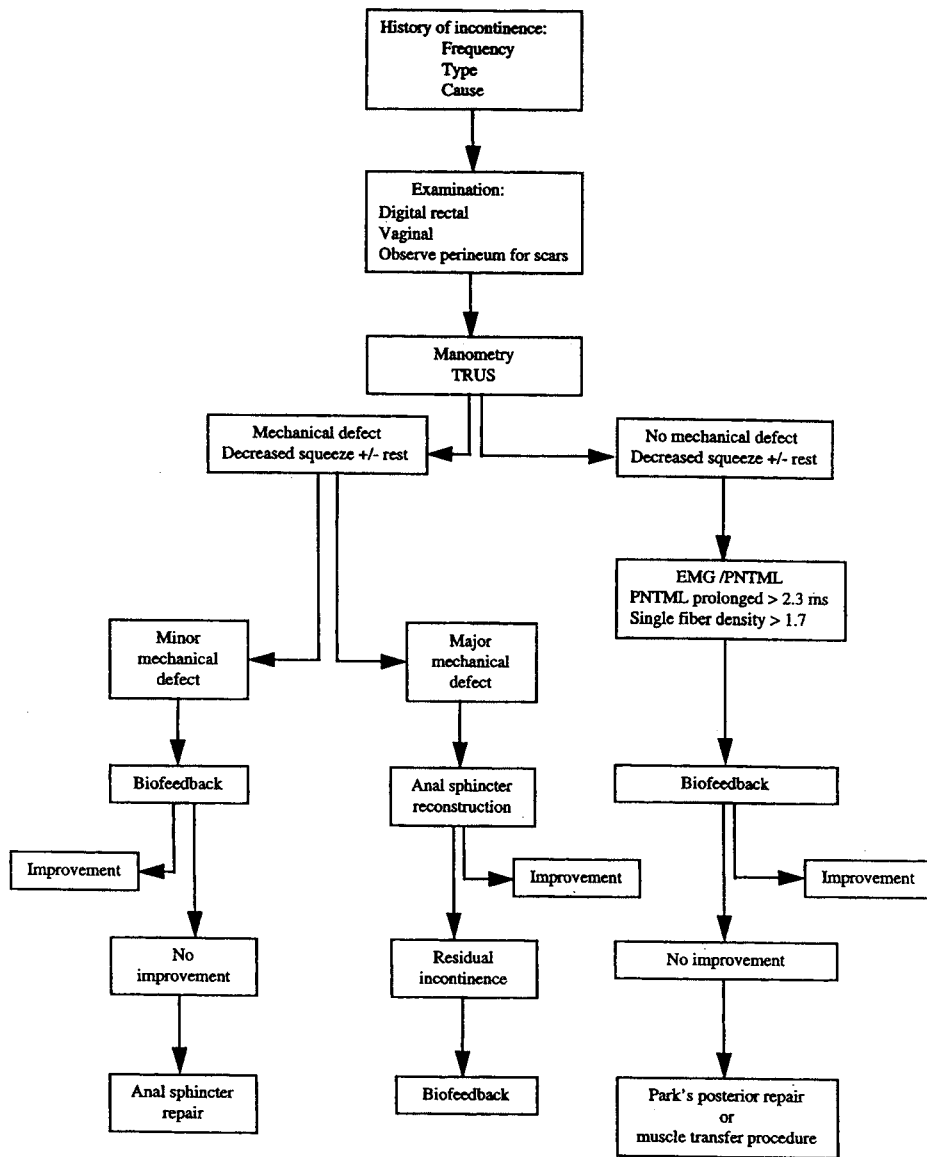 History of incontinence:
Frequency
Type
Cause
Examination:
Digital rectal
Vaginal
Observe perineum for scars
Manometry
TRUS
Mechanical defect
Decreased squeeze +/- rest
No mechanical defect
Decreased squeeze +/- rest
EMG /PNTML
PNTML prolonged > 2.3 ms
Single fiber density > 1.7
Minor
mechanical
defect
Major
mechanical
defect
Biofeedback
Anal sphincter
reconstruction
Biofeedback
Improvement
Improvement
Improvement
No
improvement
Residual
incontinence
No improvement
Anal sphincter
repair
Biofeedback
Park's posterior repair
or
muscle transfer procedure